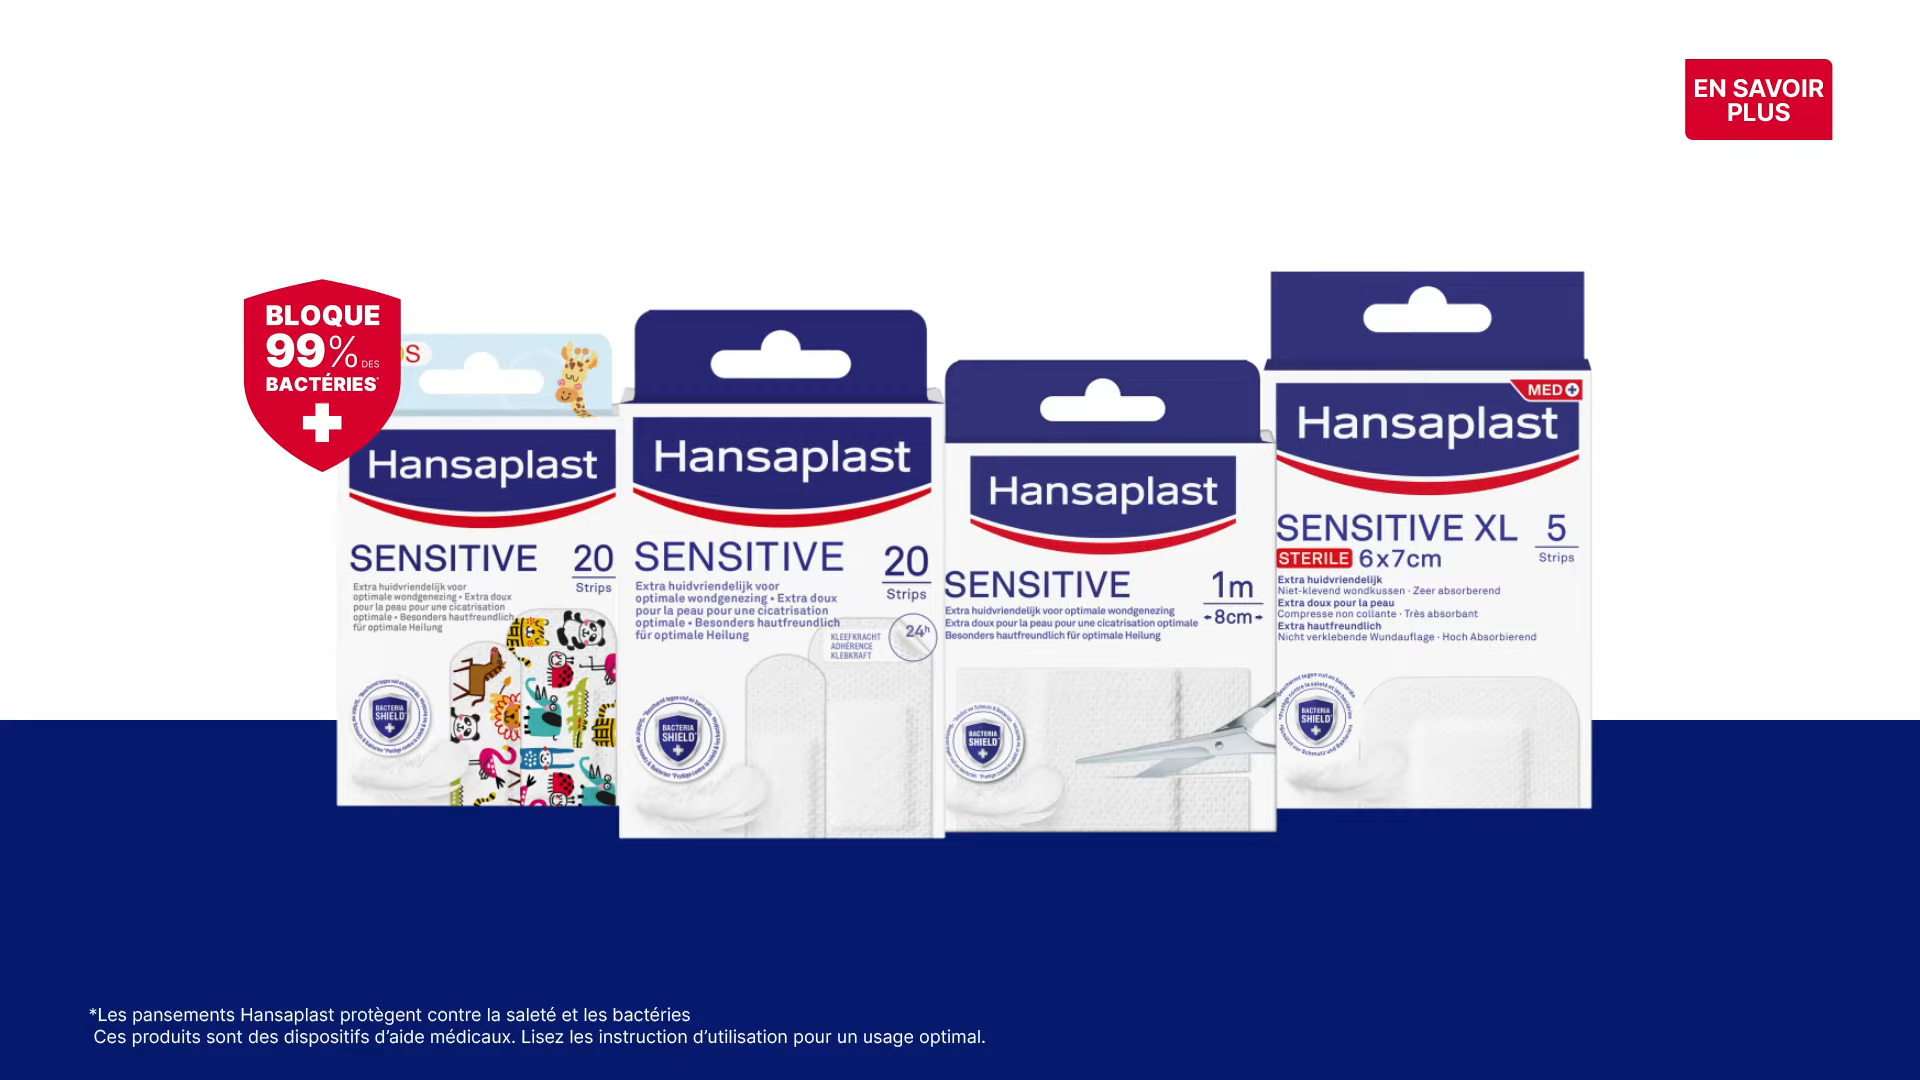 EN SAVOIR
PLUS
BLOQUE
99% DES
BACTÉRIES*
Hansaplast
SENSITIVE 20
Strips
Extra huidvriendelijk voor
optimale wondgenezing • Extra doux
pour la peau pour une cicatrisation
optimale • Besonders hautfreundlich
für optimale Heilung
BACTERIA
SHIELD
Hansaplast
SENSITIVE 20
Strips
Extra huidvriendelijk voor
optimale wondgenezing • Extra doux
pour la peau pour une cicatrisation
optimale • Besonders hautfreundlich
für optimale Heilung
KLEEFKRACHT
ADHÉRENCE
KLEBKRAFT
24h
BACTERIA
SHIELD
Hansaplast
SENSITIVE 1m
8cm
Extra huidvriendelijk voor optimale wondgenezing
Extra doux pour la peau pour une cicatrisation optimale
Besonders hautfreundlich für optimale Heilung
BACTERIA
SHIELD
MED
Hansaplast
SENSITIVE XL 5
Strips
STERILE 6x7cm
Extra huidvriendelijk
Niet-klevend wondkussen · Zeer absorberend
Extra doux pour la peau
Compresse non collante · Très absorbant
Extra hautfreundlich
Nicht verklebende Wundauflage · Hoch Absorbierend
BACTERIA
SHIELD
*Les pansements Hansaplast protègent contre la saleté et les bactéries
Ces produits sont des dispositifs d’aide médicaux. Lisez les instruction d’utilisation pour un usage optimal.